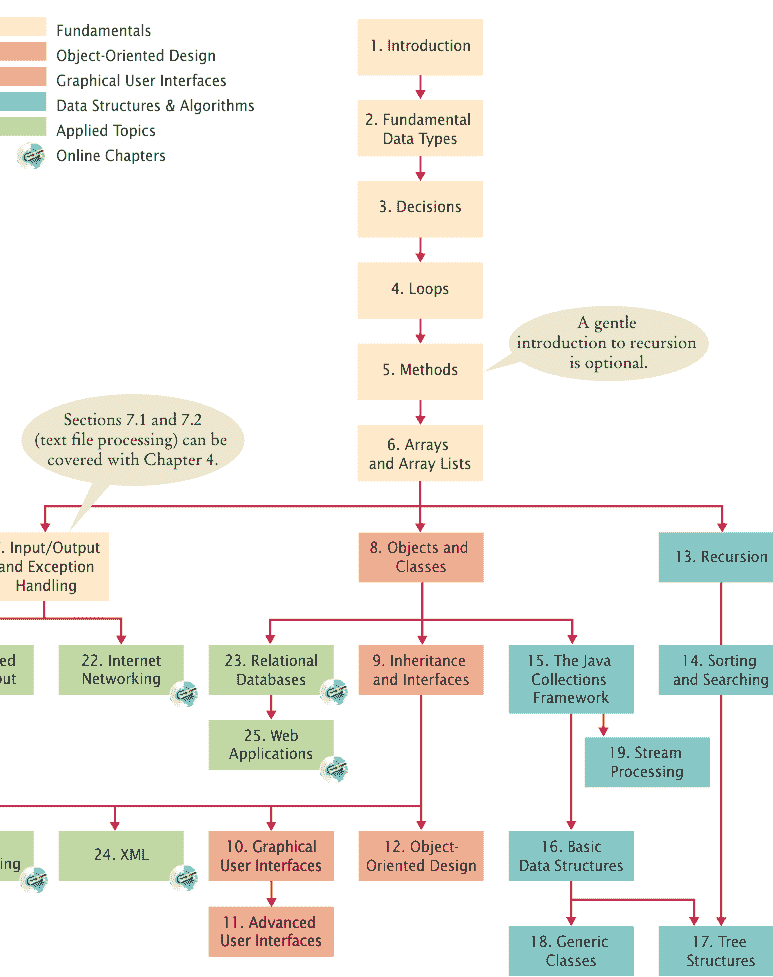 Fundamentals
Object-Oriented Design
Graphical User Interfaces
Data Structures & Algorithms
Applied Topics
Online Chapters
1. Introduction
2. Fundamental
Data Types
3. Decisions
4. Loops
A gentle
introduction to recursion
is optional.
5. Methods
Sections 7.1 and 7.2
(text file processing) can be
covered with Chapter 4.
6. Arrays
and Array Lists
. Input/Output
and Exception
Handling
8. Objects and
Classes
13. Recursion
22. Internet
Networking
23. Relational
Databases
9. Inheritance
and Interfaces
15. The Java
Collections
Framework
14. Sorting
and Searching
25. Web
Applications
19. Stream
Processing
24. XML
10. Graphical
User Interfaces
12. Object-
Oriented Design
16. Basic
Data Structures
11. Advanced
User Interfaces
18. Generic
Classes
17. Tree
Structures